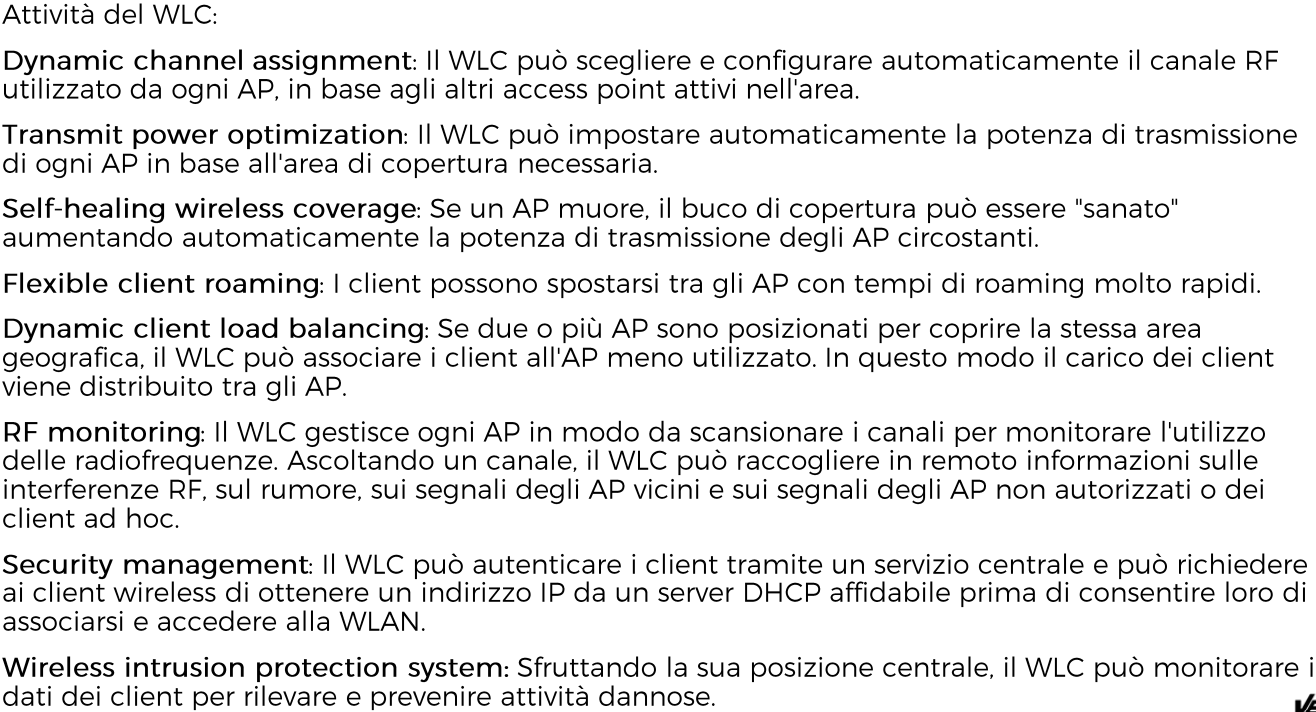 Attività del WLC:
Dynamic channel assignment: Il WLC può scegliere e configurare automaticamente il canale RF
utilizzato da ogni AP, in base agli altri access point attivi nell'area.
Transmit power optimization: Il WLC può impostare automaticamente la potenza di trasmissione
di ogni AP in base all'area di copertura necessaria.
Self-healing wireless coverage: Se un AP muore, il buco di copertura può essere "sanato"
aumentando automaticamente la potenza di trasmissione degli AP circostanti.
Flexible client roaming: I client possono spostarsi tra gli AP con tempi di roaming molto rapidi.
Dynamic client load balancing: Se due o più AP sono posizionati per coprire la stessa area
geografica, il WLC può associare i client all'AP meno utilizzato. In questo modo il carico dei client
viene distribuito tra gli AP.
RF monitoring: Il WLC gestisce ogni AP in modo da scansionare i canali per monitorare l'utilizzo
delle radiofrequenze. Ascoltando un canale, il WLC può raccogliere in remoto informazioni sulle
interferenze RF, sul rumore, sui segnali degli AP vicini e sui segnali degli AP non autorizzati o dei
client ad hoc.
Security management: Il WLC può autenticare i client tramite un servizio centrale e può richiedere
ai client wireless di ottenere un indirizzo IP da un server DHCP affidabile prima di consentire loro di
associarsi e accedere alla WLAN.
Wireless intrusion protection system: Sfruttando la sua posizione centrale, il WLC può monitorare i
dati dei client per rilevare e prevenire attività dannose.